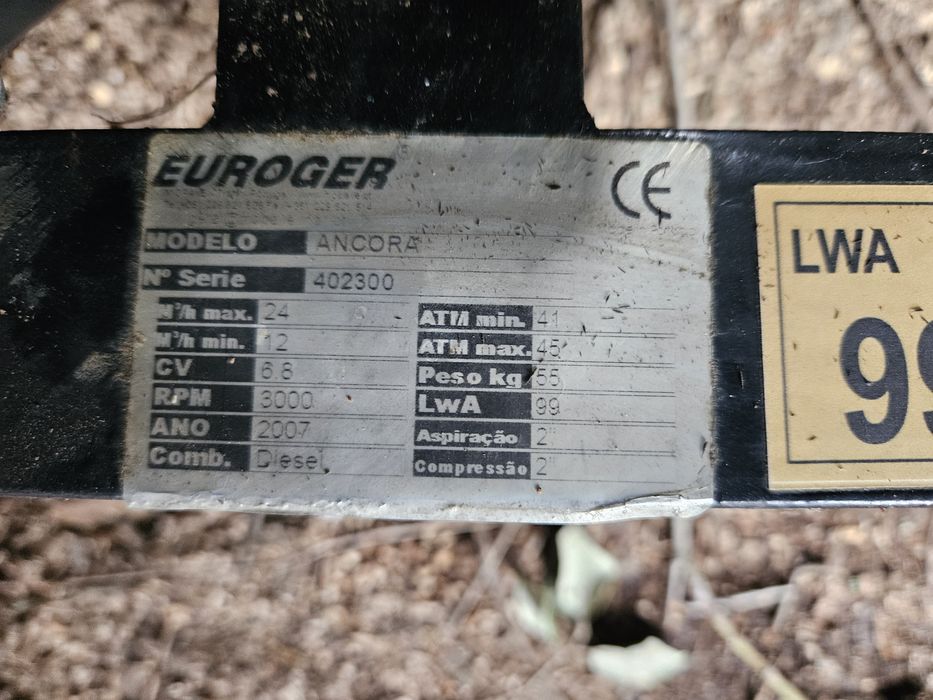 EUROGER
CE
MODELO ANCORA
Nº Serie 402300
M³/h max. 24
M³/h min. 12
CV 6.8
RPM 3000
ANO 2007
Comb. Diesel
ATM min. 41
ATM max. 45
Peso kg 55
LwA 99
Aspiração 2"
Compressão 2"
LWA
99